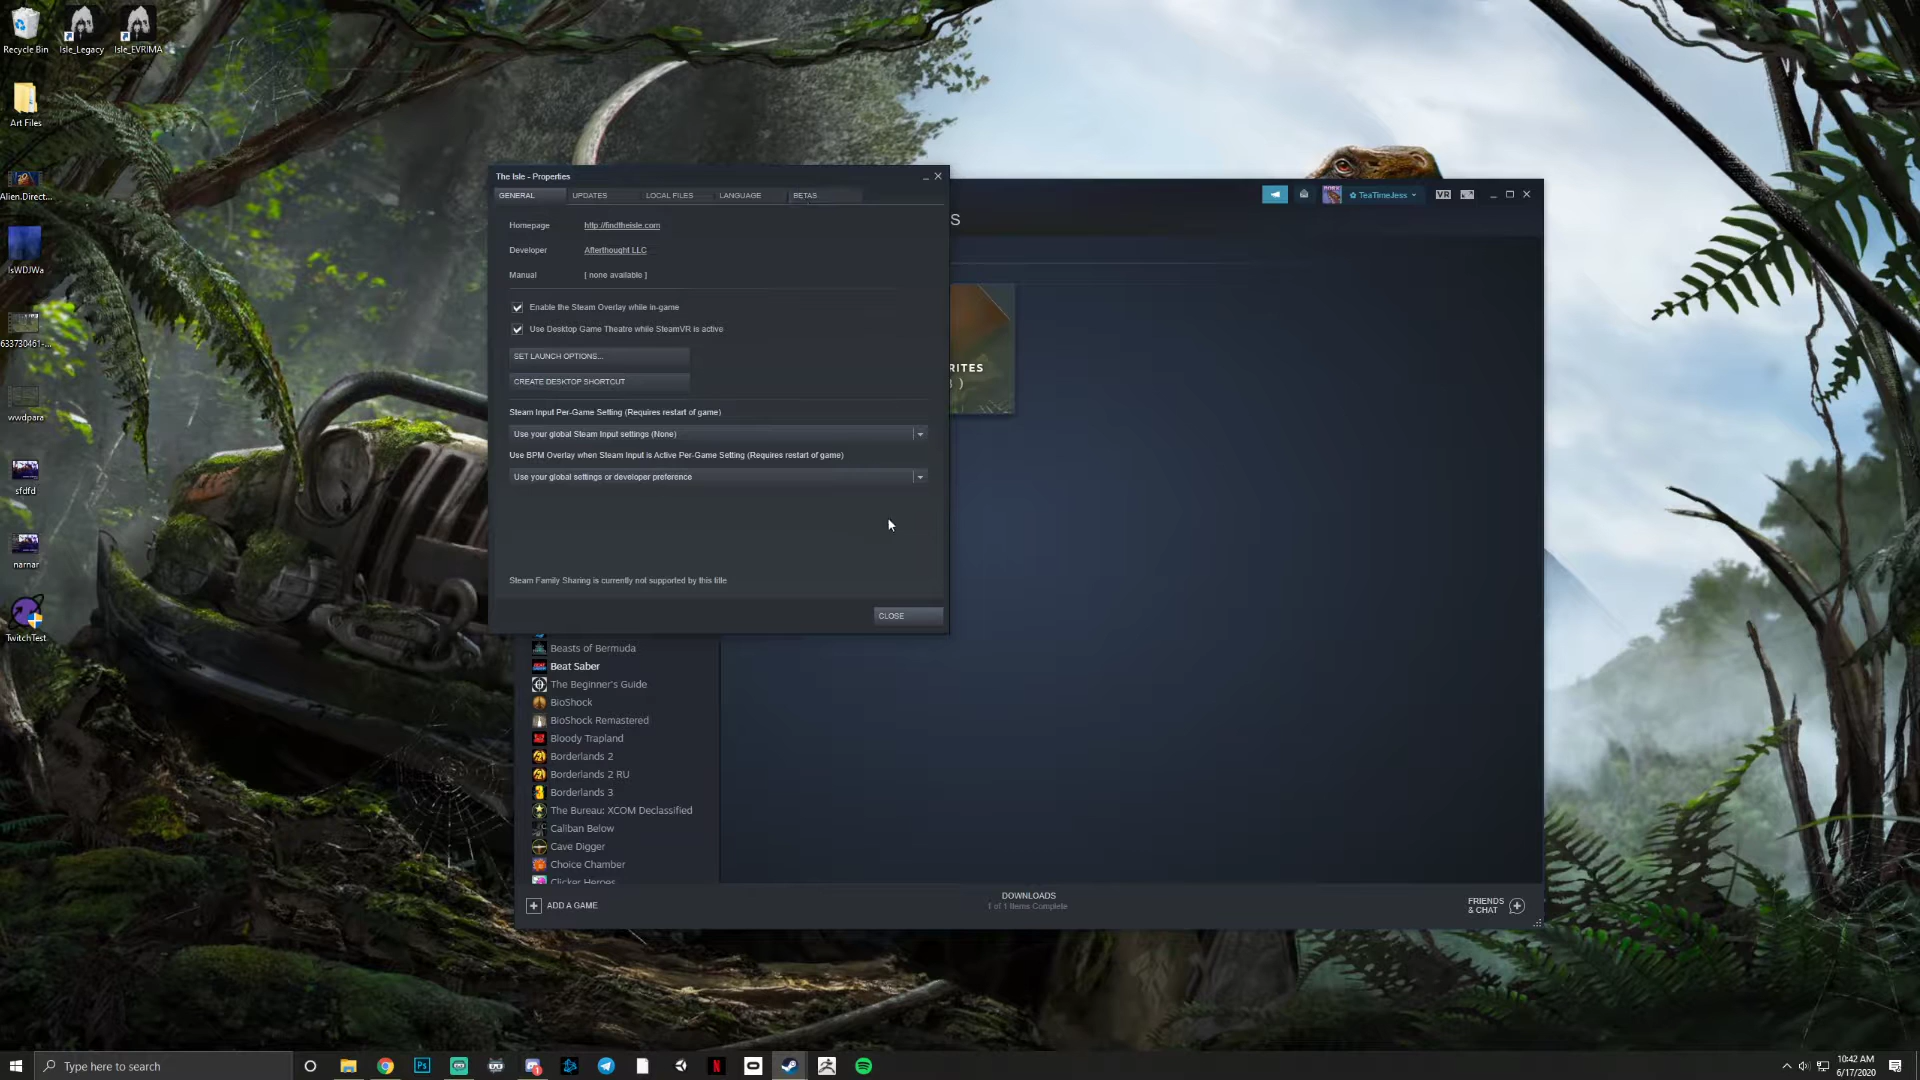 Recycle Bin
Isle_Legacy
Isle_EVRIMA
Art Files
Alien.Direct...
IsWDJWa
633730461-...
wwdpara
sfdfd
narnar
TwitchTest
The Isle - Properties
GENERAL
UPDATES
LOCAL FILES
LANGUAGE
BETAS
Homepage
http://findtheisle.com
Developer
Afterthought LLC
Manual
[ none available ]
Enable the Steam Overlay while in-game
Use Desktop Game Theatre while SteamVR is active
SET LAUNCH OPTIONS...
CREATE DESKTOP SHORTCUT
Steam Input Per-Game Setting (Requires restart of game)
Use your global Steam Input settings (None)
Use BPM Overlay when Steam Input is Active Per-Game Setting (Requires restart of game)
Use your global settings or developer preference
Steam Family Sharing is currently not supported by this title
CLOSE
TeaTimeJess
VR
S
RITES
)
Beasts of Bermuda
Beat Saber
The Beginner's Guide
BioShock
BioShock Remastered
Bloody Trapland
Borderlands 2
Borderlands 2 RU
Borderlands 3
The Bureau: XCOM Declassified
Caliban Below
Cave Digger
Choice Chamber
Clicker Heroes
ADD A GAME
DOWNLOADS
1 of 1 Items Complete
FRIENDS
& CHAT
Type here to search
Ps
N
1
10:42 AM
6/17/2020